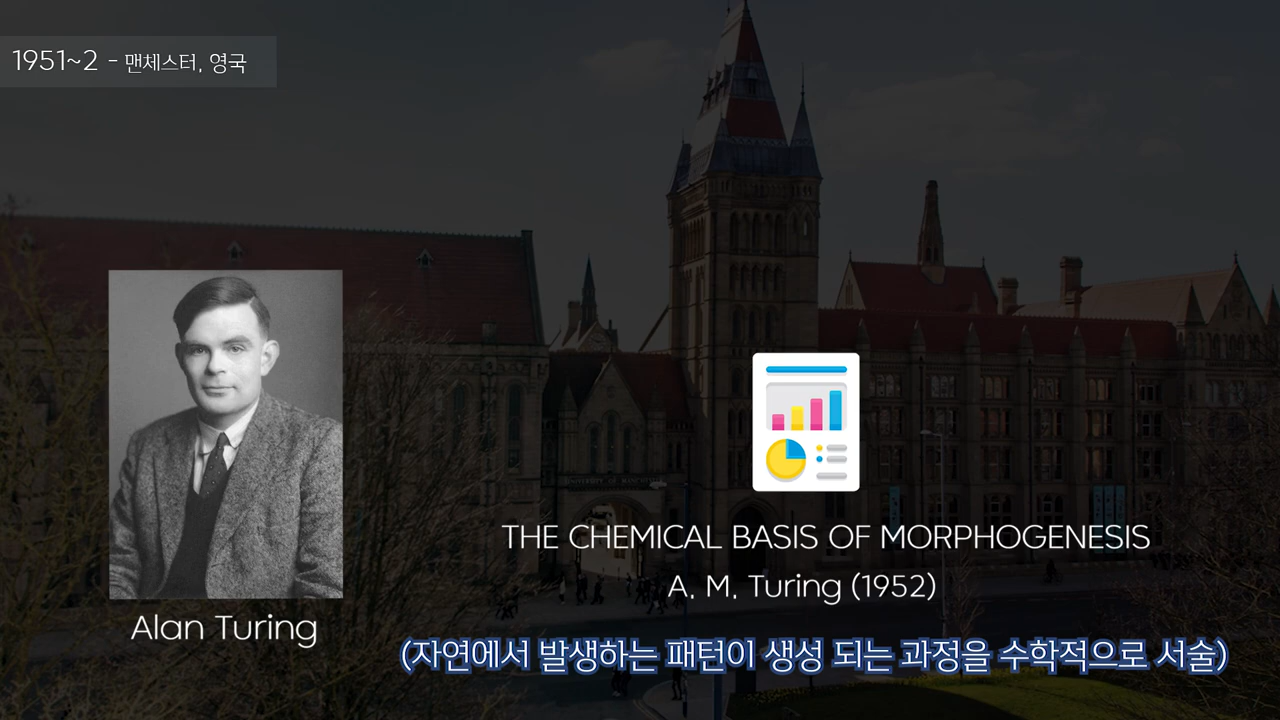 1951~2 - 맨체스터, 영국
THE CHEMICAL BASIS OF MORPHOGENESIS
A. M. Turing (1952)
Alan Turing
(자연에서 발생하는 패턴이 생성 되는 과정을 수학적으로 서술)